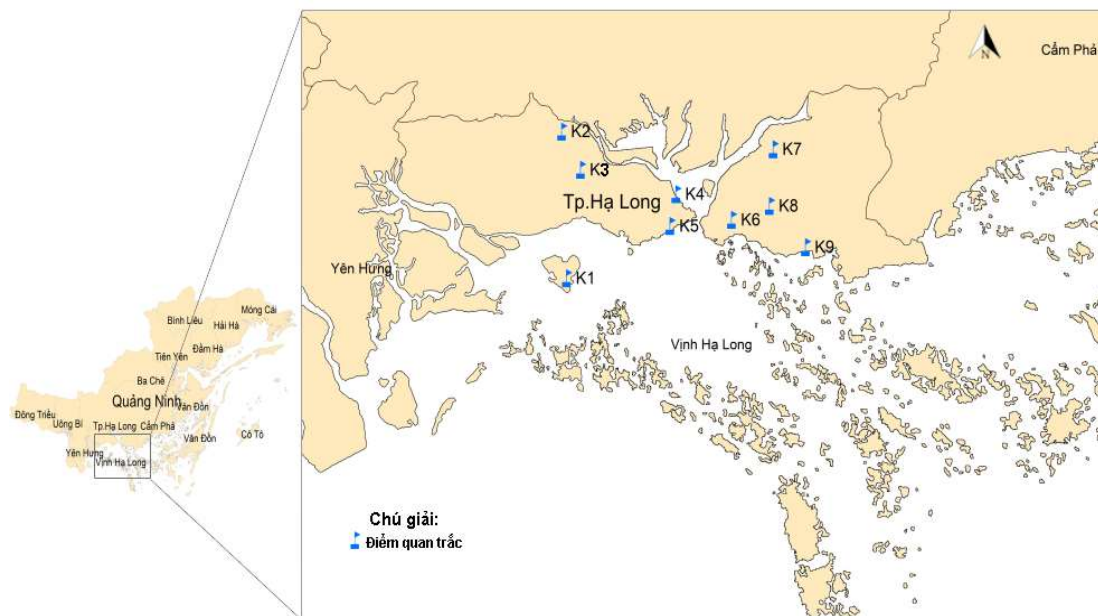 N
Cẩm Phả
K2
K7
K3
K4
Tp.Hạ Long
K8
K6
K5
K9
Yên Hưng
K1
Vịnh Hạ Long
Móng Cái
Bình Liêu
Hải Hà
Đầm Hà
Tiên Yên
Ba Chẽ
Quảng Ninh
Vân Đồn
Đông Triều
Uông Bí
Tp.Hạ Long
Cẩm Phả
Vân Đồn
Cô Tô
Yên Hưng
Vịnh Hạ Long
Chú giải:
Điểm quan trắc